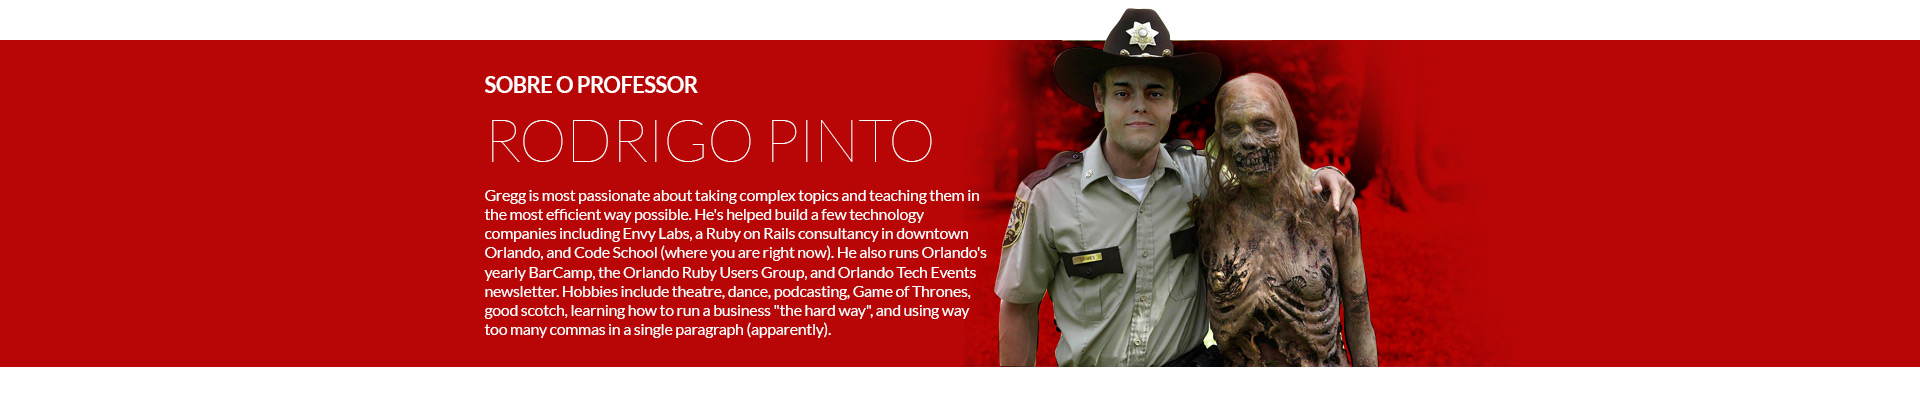 SOBRE O PROFESSOR
RODRIGO PINTO
Gregg is most passionate about taking complex topics and teaching them in
the most efficient way possible. He's helped build a few technology
companies including Envy Labs, a Ruby on Rails consultancy in downtown
Orlando, and Code School (where you are right now). He also runs Orlando's
yearly BarCamp, the Orlando Ruby Users Group, and Orlando Tech Events
newsletter. Hobbies include theatre, dance, podcasting, Game of Thrones,
good scotch, learning how to run a business "the hard way", and using way
too many commas in a single paragraph (apparently).